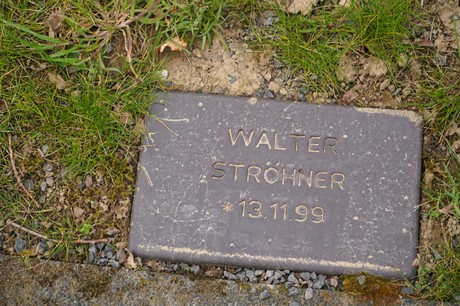 WALTER
STRÖHNER
*13.11.99